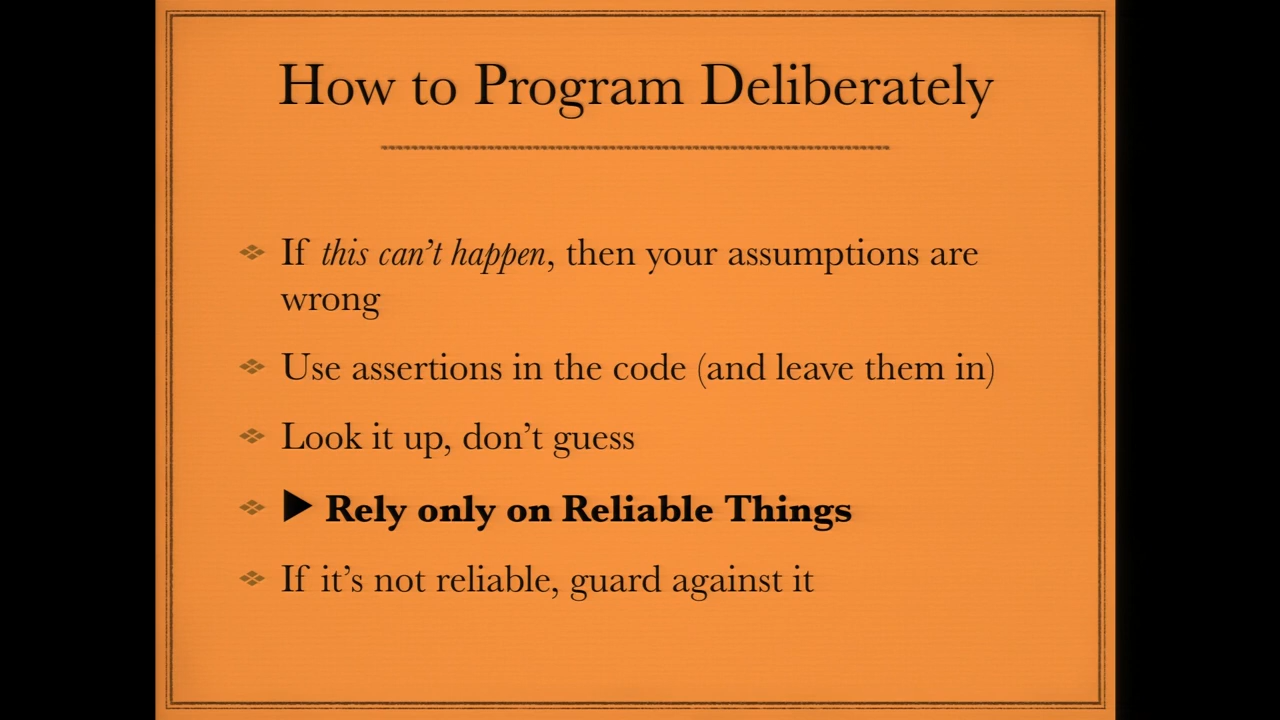 How to Program Deliberately
If this can’t happen, then your assumptions are
wrong
Use assertions in the code (and leave them in)
Look it up, don’t guess
▶ Rely only on Reliable Things
If it’s not reliable, guard against it